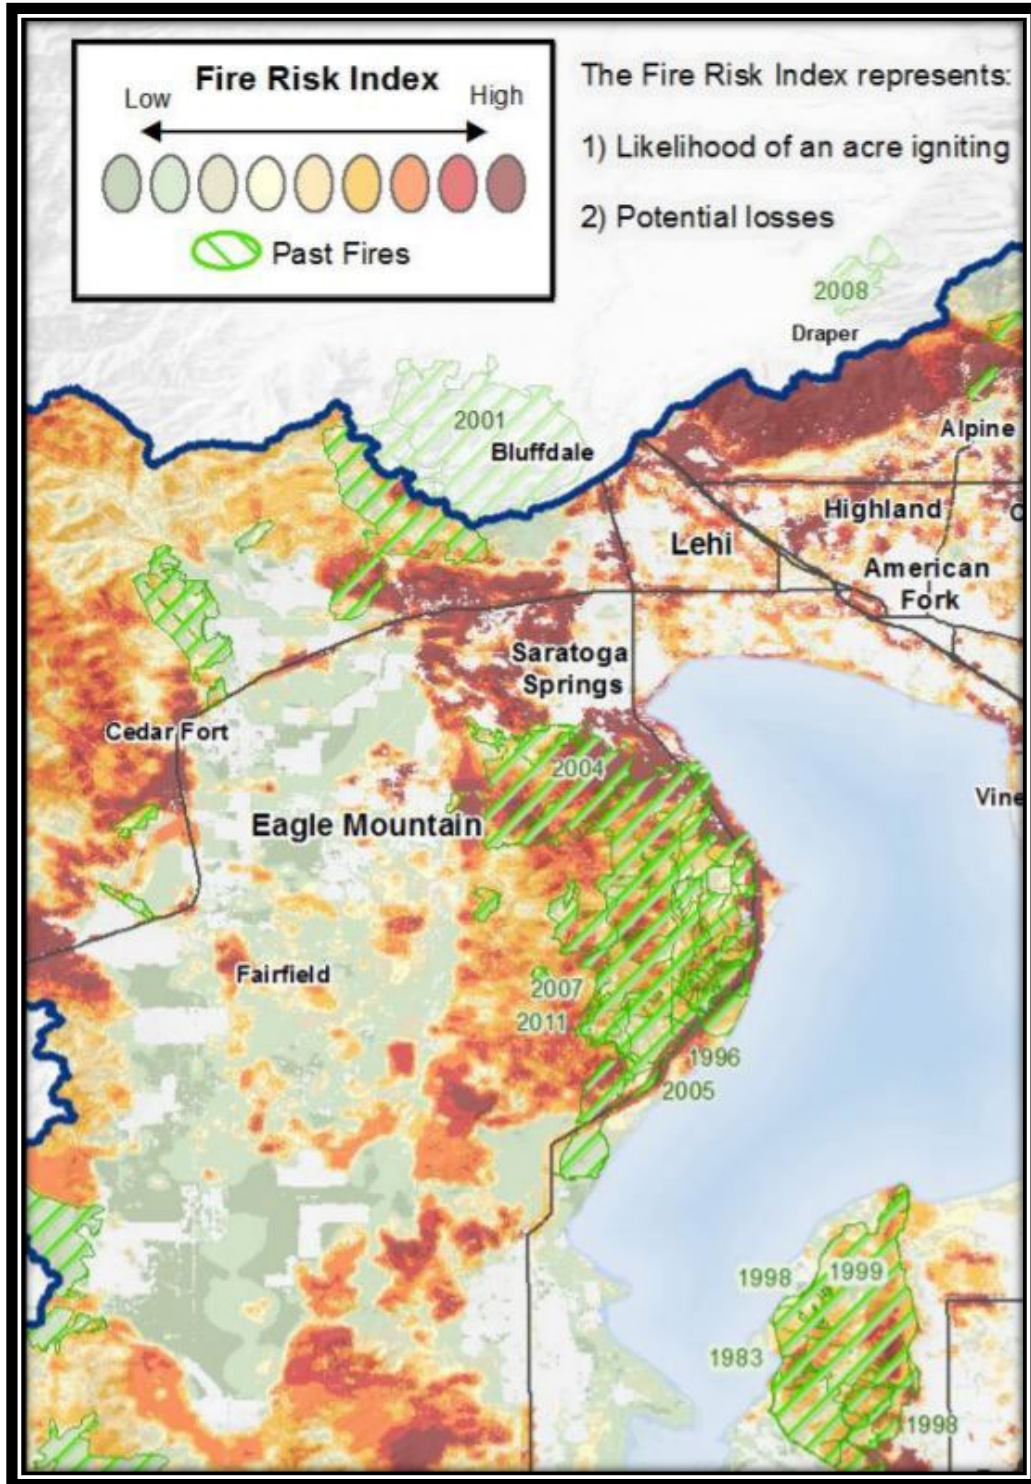 Fire Risk Index
Low
High
Past Fires
The Fire Risk Index represents:
1) Likelihood of an acre igniting
2) Potential losses
2008
Draper
2001
Bluffdale
Alpine
Highland
Lehi
American
Fork
Saratoga
Springs
Cedar Fort
2004
Vine
Eagle Mountain
Fairfield
2007
2011
1996
2005
1998
1999
1983
1998